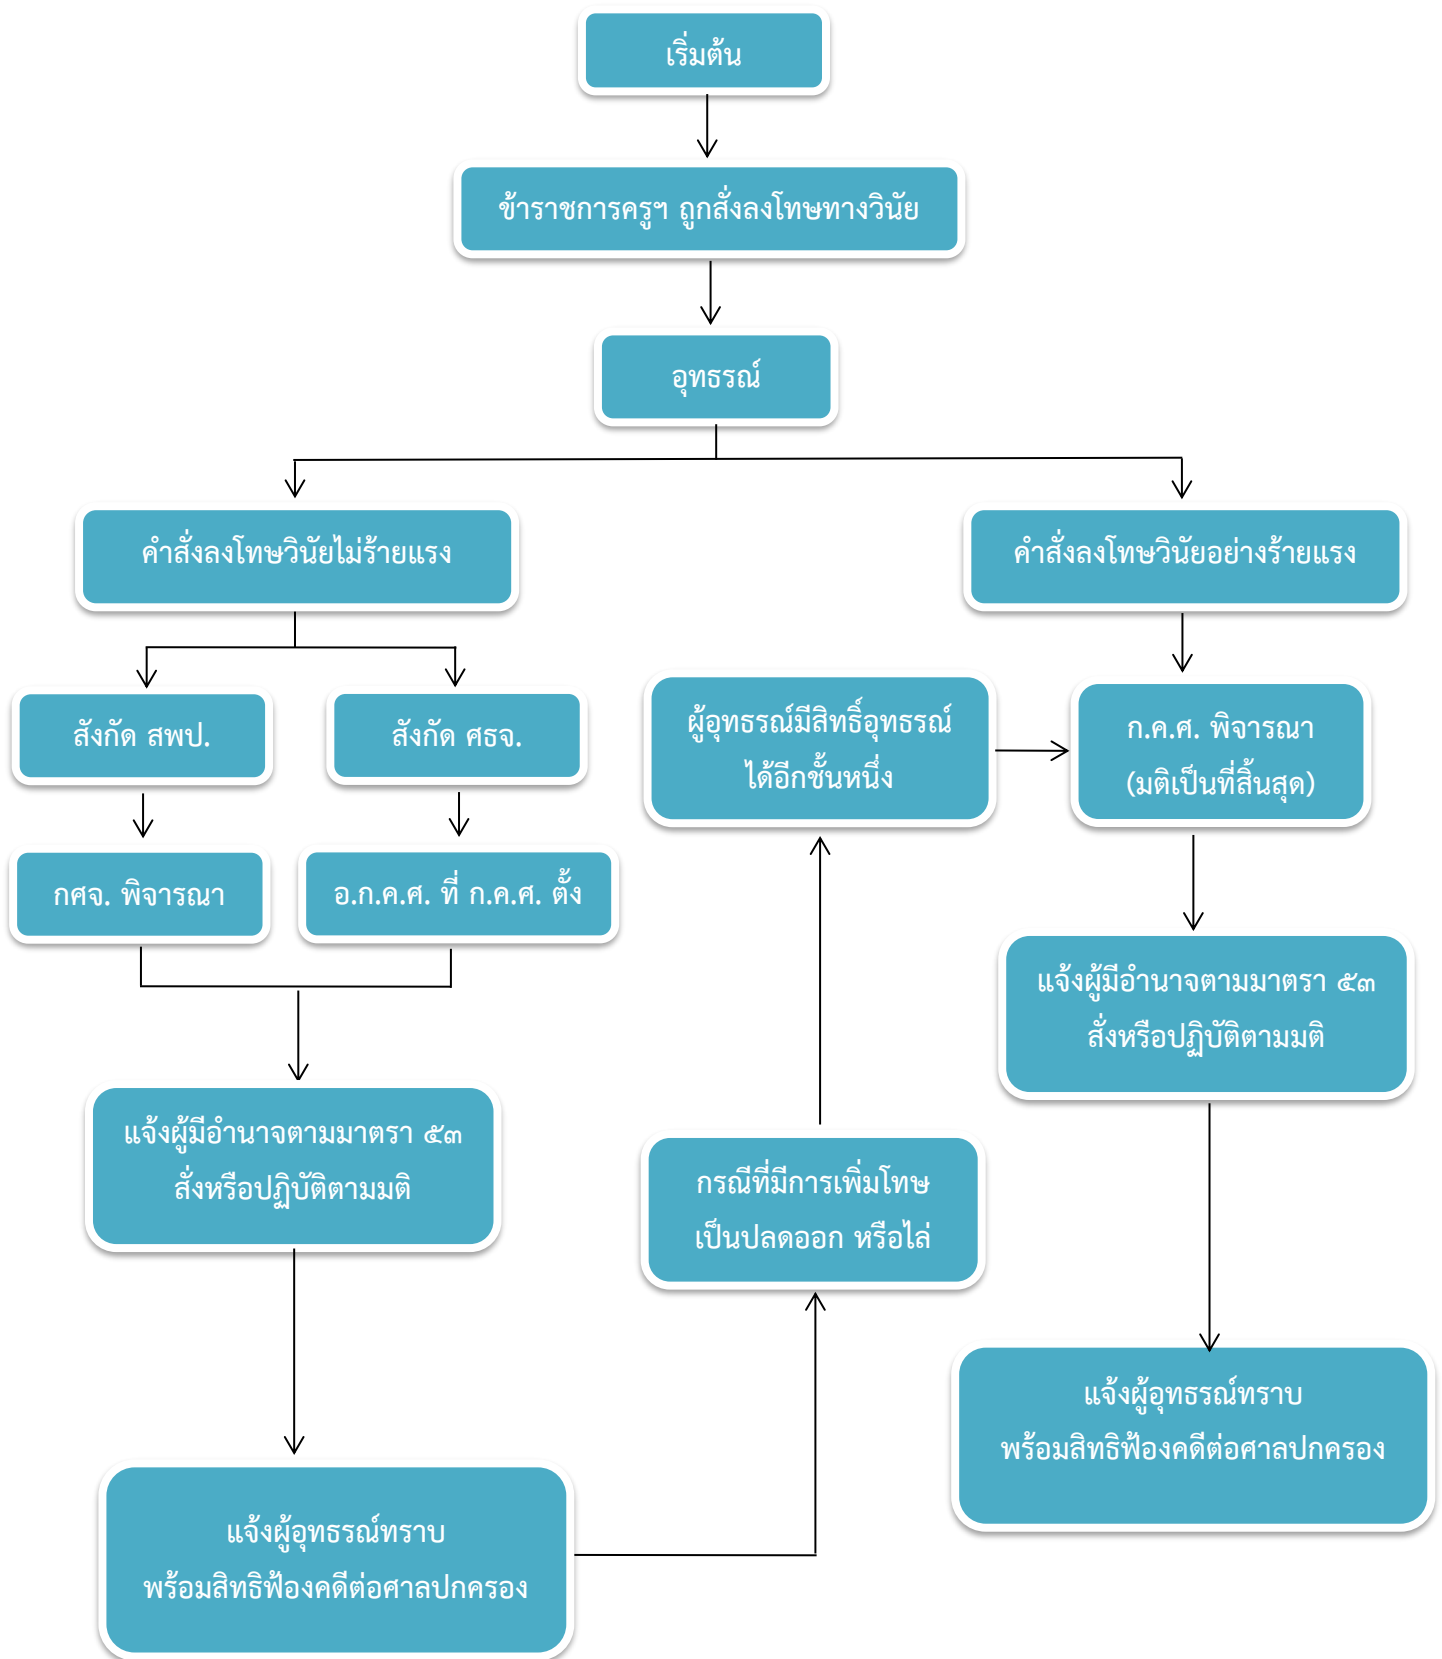 เริ่มต้น
ข้าราชการครูฯ ถูกสั่งลงโทษทางวินัย
อุทธรณ์
คำสั่งลงโทษวินัยไม่ร้ายแรง
คำสั่งลงโทษวินัยอย่างร้ายแรง
สังกัด สพป.
สังกัด ศธจ.
ผู้อุทธรณ์มีสิทธิ์อุทธรณ์
ได้อีกชั้นหนึ่ง
ก.ค.ศ. พิจารณา
(มติเป็นที่สิ้นสุด)
กศจ. พิจารณา
อ.ก.ค.ศ. ที่ ก.ค.ศ. ตั้ง
แจ้งผู้มีอำนาจตามมาตรา ๕๓
สั่งหรือปฏิบัติตามมติ
แจ้งผู้มีอำนาจตามมาตรา ๕๓
สั่งหรือปฏิบัติตามมติ
กรณีที่มีการเพิ่มโทษ
เป็นปลดออก หรือไล่
แจ้งผู้อุทธรณ์ทราบ
พร้อมสิทธิฟ้องคดีต่อศาลปกครอง
แจ้งผู้อุทธรณ์ทราบ
พร้อมสิทธิฟ้องคดีต่อศาลปกครอง